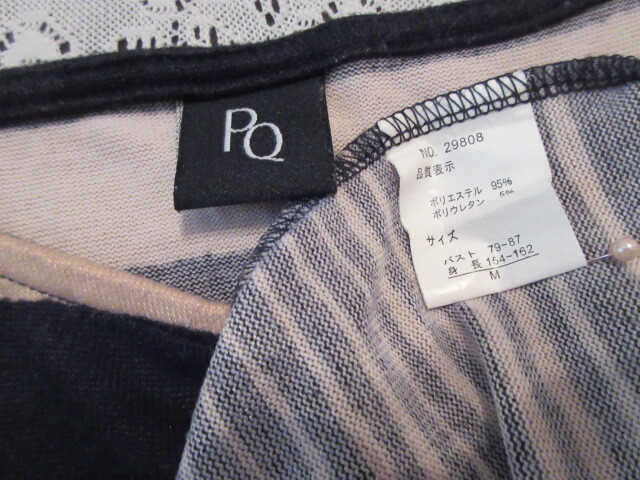 PQ
NO. 29808
品質表示
ポリエステル 95%
ポリウレタン 5%
サイズ
バスト 79-87
身 長 154-162
M